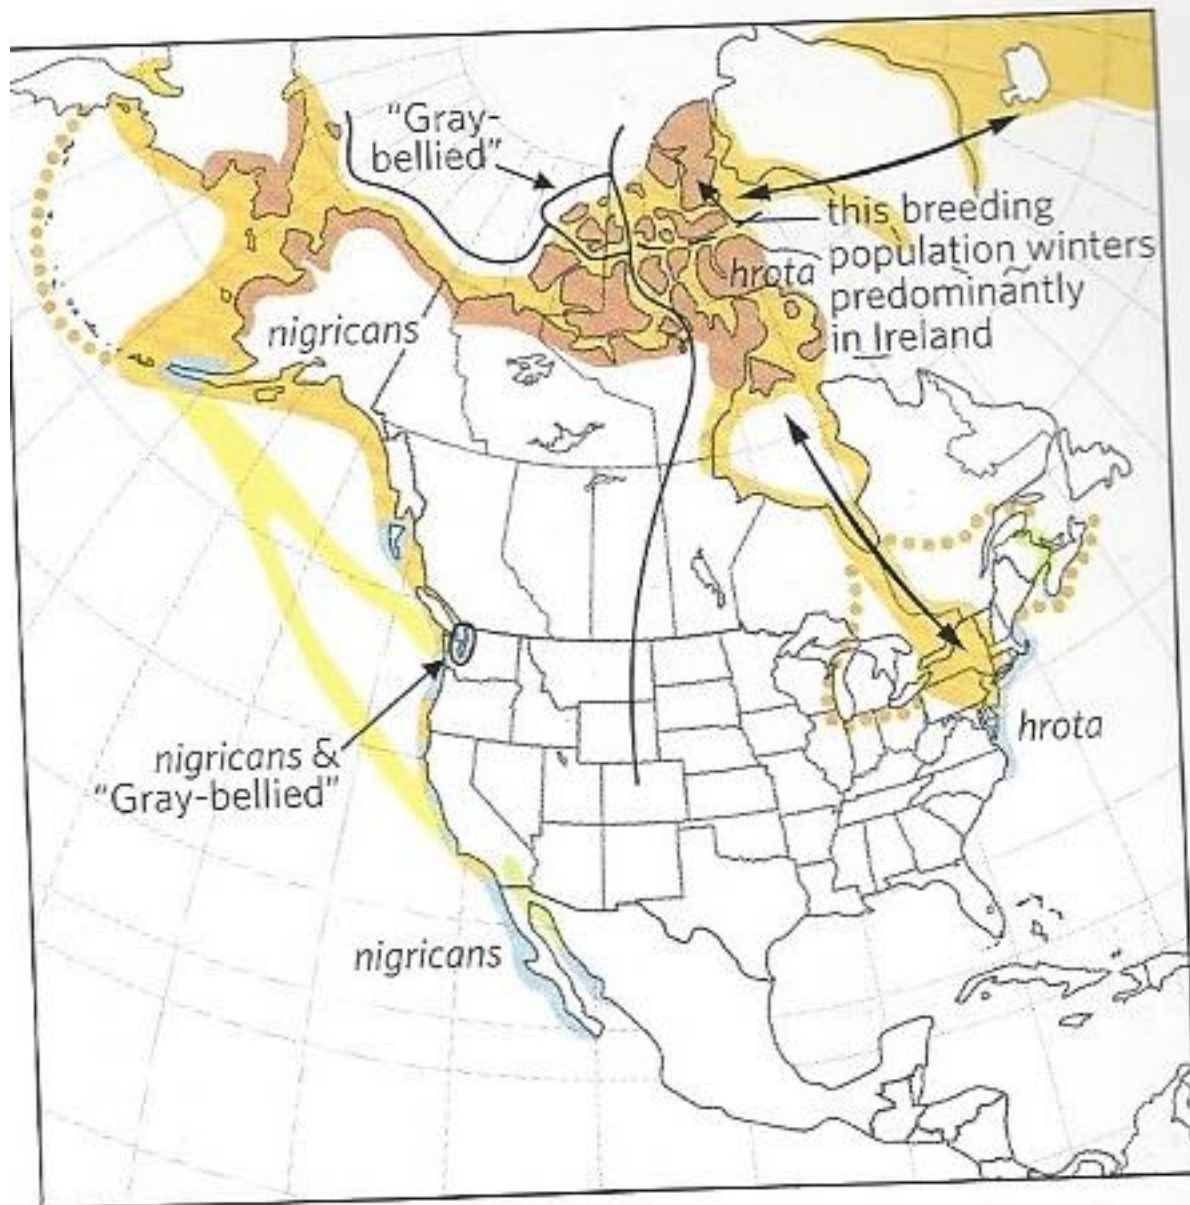 "Gray-
bellied"
this breeding
population winters
predominantly
in Ireland
hrota
nigricans
hrota
nigricans &
"Gray-bellied"
nigricans